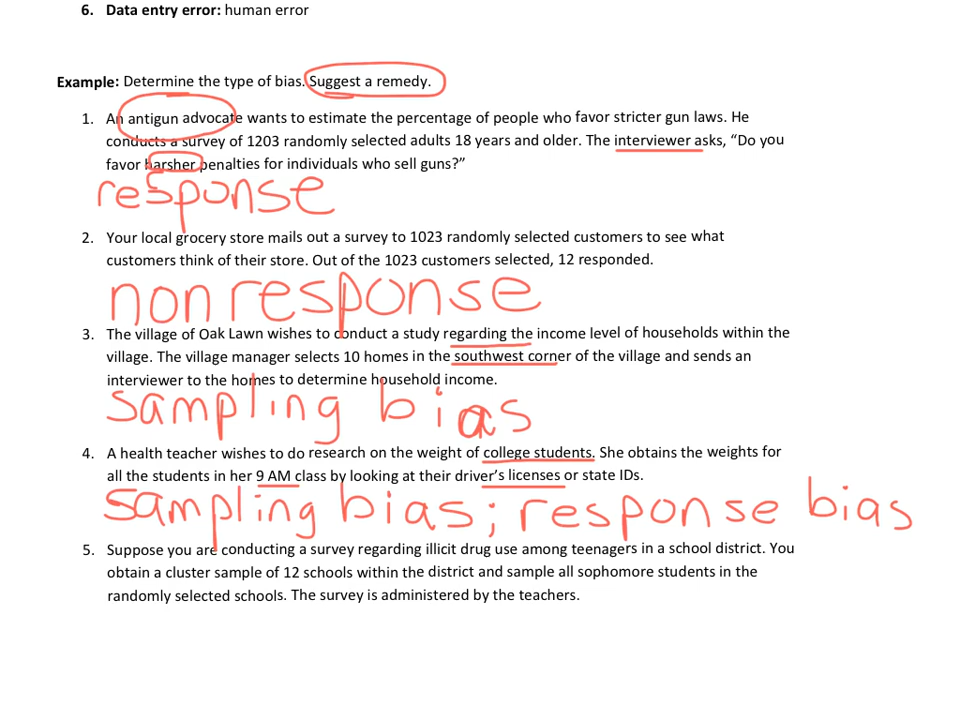 6. Data entry error: human error
Example: Determine the type of bias. Suggest a remedy.
1. An antigun advocate wants to estimate the percentage of people who favor stricter gun laws. He
conducts a survey of 1203 randomly selected adults 18 years and older. The interviewer asks, “Do you
favor harsher penalties for individuals who sell guns?”
response
2. Your local grocery store mails out a survey to 1023 randomly selected customers to see what
customers think of their store. Out of the 1023 customers selected, 12 responded.
nonresponse
3. The village of Oak Lawn wishes to conduct a study regarding the income level of households within the
village. The village manager selects 10 homes in the southwest corner of the village and sends an
interviewer to the homes to determine household income.
sampling bias
4. A health teacher wishes to do research on the weight of college students. She obtains the weights for
all the students in her 9 AM class by looking at their driver’s licenses or state IDs.
sampling bias; response bias
5. Suppose you are conducting a survey regarding illicit drug use among teenagers in a school district. You
obtain a cluster sample of 12 schools within the district and sample all sophomore students in the
randomly selected schools. The survey is administered by the teachers.